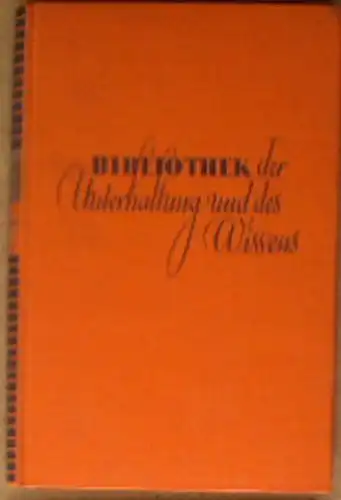 BIBLIOTHEK der
Unterhaltung und des
Wissens